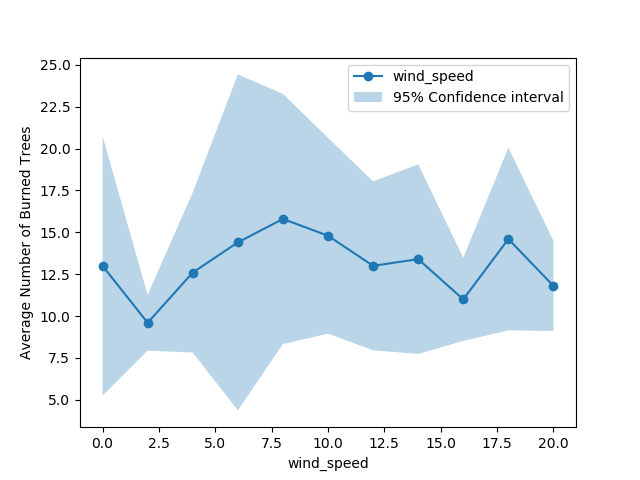 25.0
22.5
20.0
17.5
15.0
12.5
10.0
7.5
5.0
Average Number of Burned Trees
wind_speed
95% Confidence interval
0.0 2.5 5.0 7.5 10.0 12.5 15.0 17.5 20.0
wind_speed